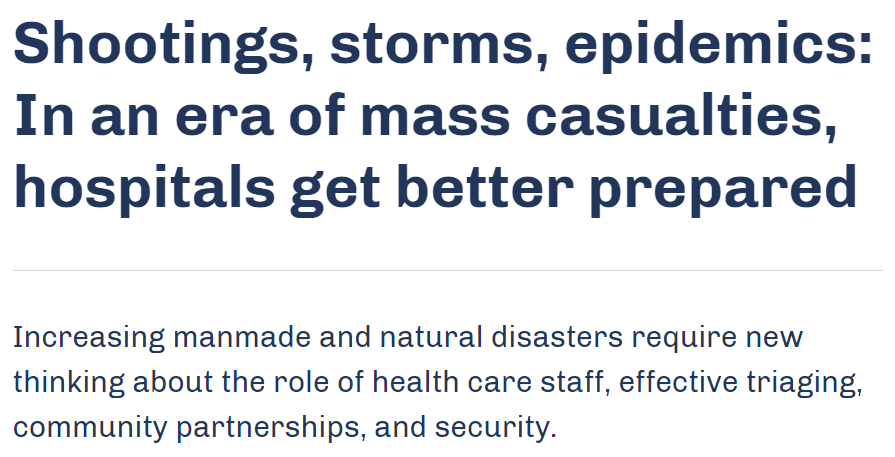 Shootings, storms, epidemics:
In an era of mass casualties,
hospitals get better prepared
Increasing manmade and natural disasters require new
thinking about the role of health care staff, effective triaging,
community partnerships, and security.